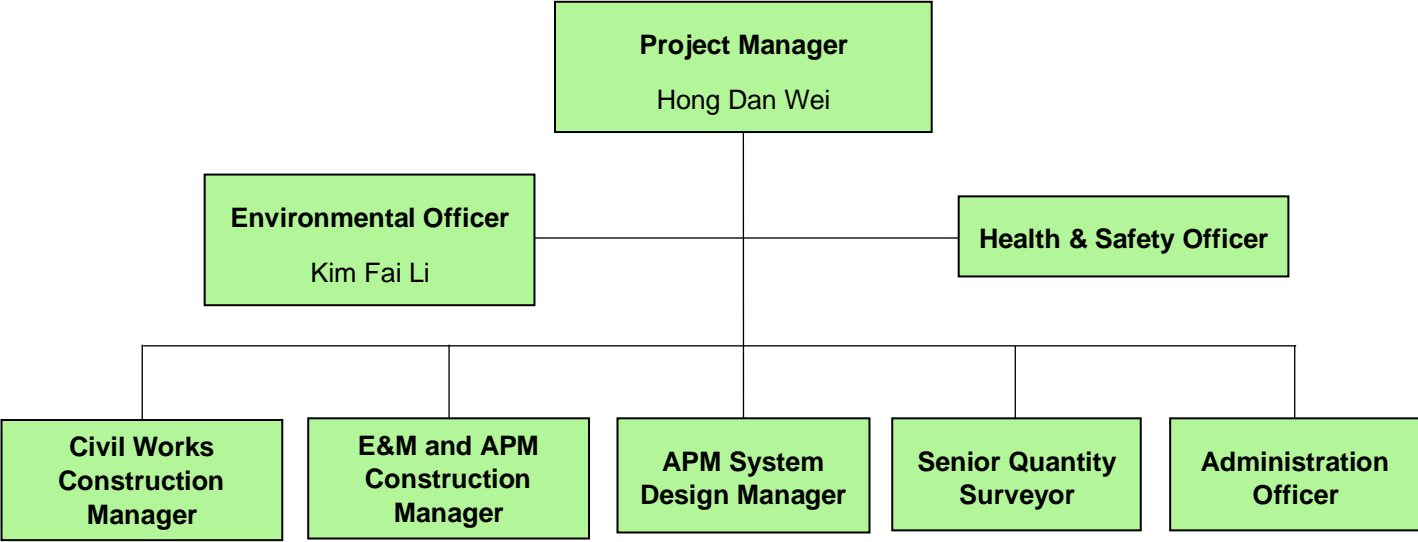 Project Manager
Hong Dan Wei
Environmental Officer
Kim Fai Li
Health & Safety Officer
Civil Works
Construction
Manager
E&M and APM
Construction
Manager
APM System
Design Manager
Senior Quantity
Surveyor
Administration
Officer